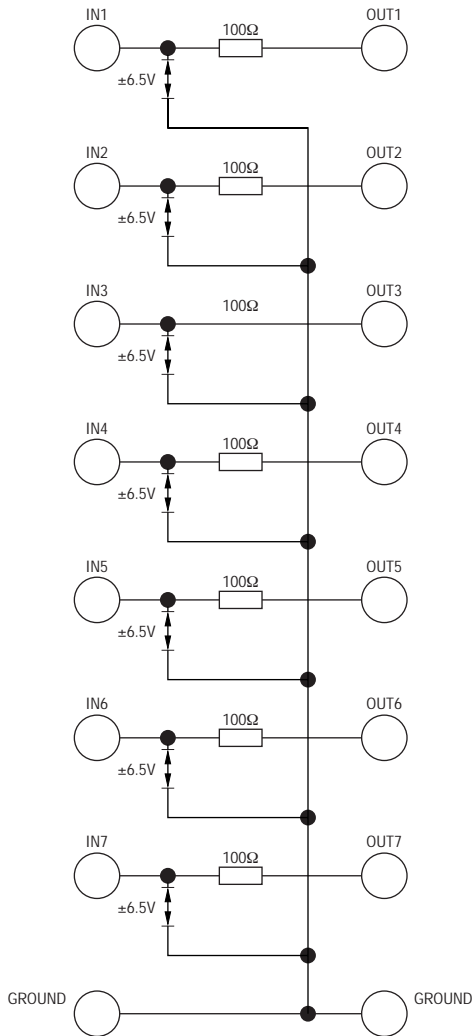 IN1 100Ω OUT1
±6.5V
IN2 100Ω OUT2
±6.5V
IN3 100Ω OUT3
±6.5V
IN4 100Ω OUT4
±6.5V
IN5 100Ω OUT5
±6.5V
IN6 100Ω OUT6
±6.5V
IN7 100Ω OUT7
±6.5V
GROUND GROUND